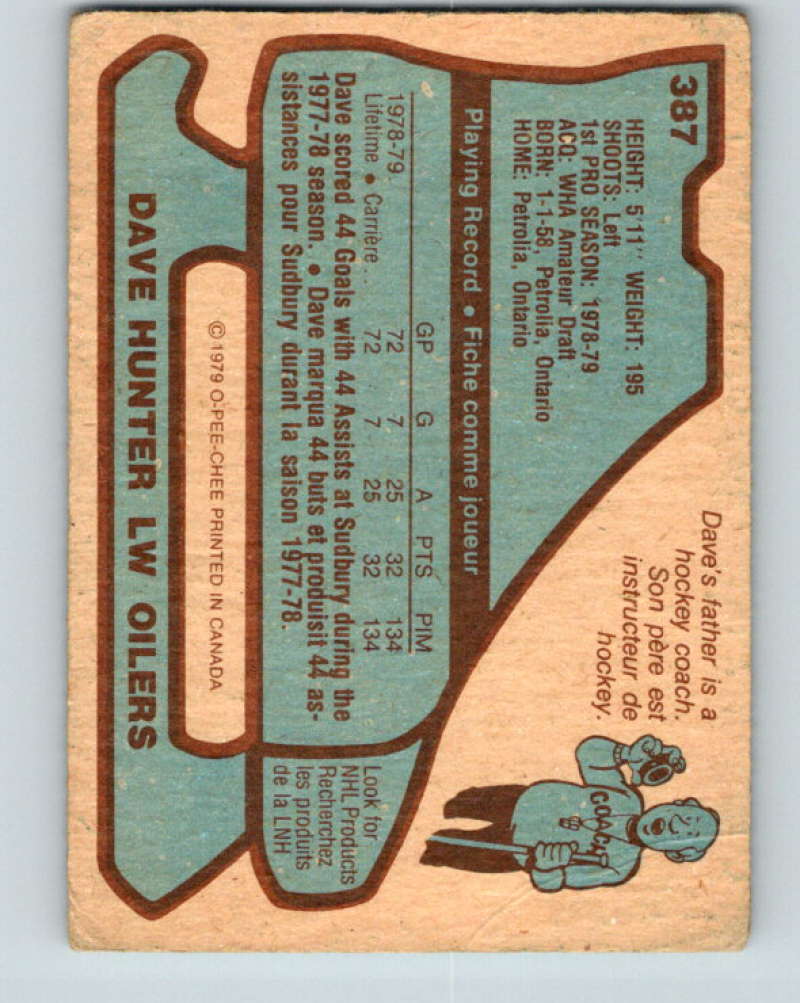 387
HEIGHT: 5'11" WEIGHT: 195
SHOOTS: Left
1st PRO SEASON: 1978-79
ACQ: WHA Amateur Draft
BORN: 1-1-58, Petrolia, Ontario
HOME: Petrolia, Ontario
Dave's father is a
hockey coach.
Son père est
instructeur de
hockey.
COACH
Playing Record • Fiche comme joueur
GP G A PTS PIM
1978-79. 72 7 25 32 134
Lifetime • Carrière . . 72 7 25 32 134
Dave scored 44 Goals with 44 Assists at Sudbury during the
1977-78 season. • Dave marqua 44 buts et produisit 44 as-
sistances pour Sudbury durant la saison 1977-78.
Look for
NHL Products
Recherchez
les produits
de la LNH
© 1979 O-PEE-CHEE PRINTED IN CANADA
DAVE HUNTER LW OILERS